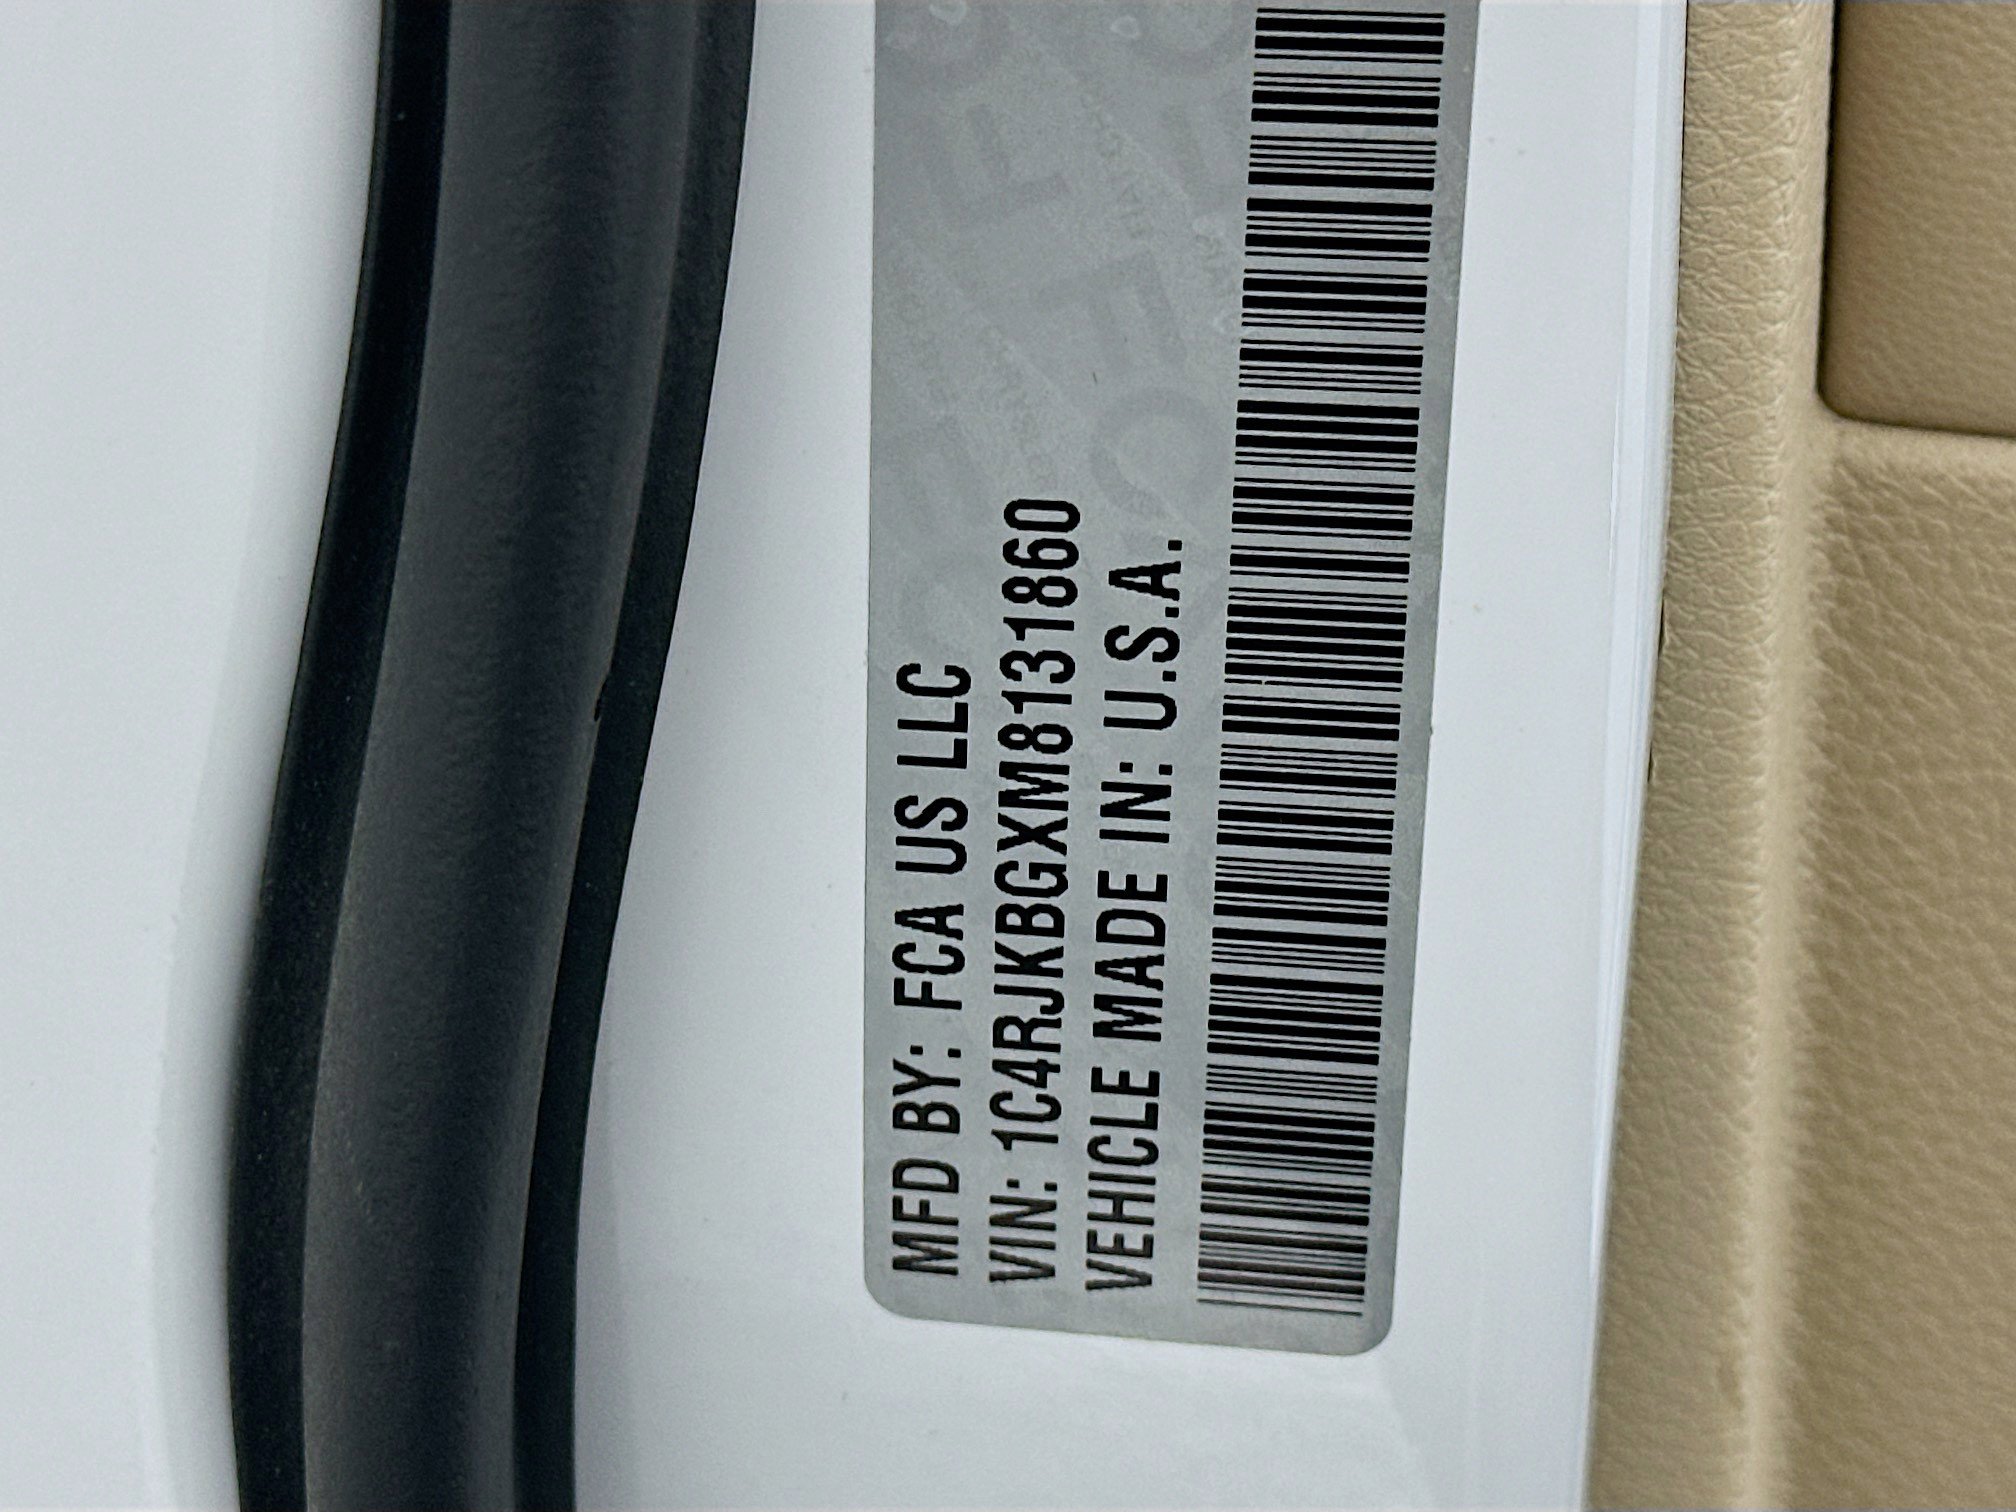 MFD BY: FCA US LLC
VIN: 1C4RJKBGXM8131860
VEHICLE MADE IN: U.S.A.